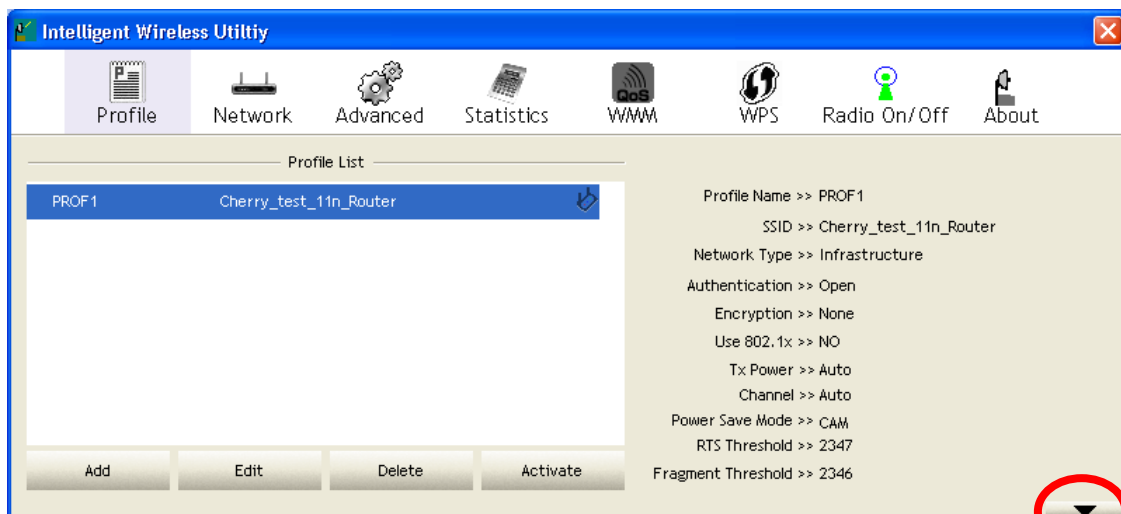 Intelligent Wireless Utiltiy
Profile Network Advanced Statistics QoS WMM WPS Radio On/Off About
Profile List
PROF1 Cherry_test_11n_Router
Add Edit Delete Activate
Profile Name >> PROF1
SSID >> Cherry_test_11n_Router
Network Type >> Infrastructure
Authentication >> Open
Encryption >> None
Use 802.1x >> NO
Tx Power >> Auto
Channel >> Auto
Power Save Mode >> CAM
RTS Threshold >> 2347
Fragment Threshold >> 2346